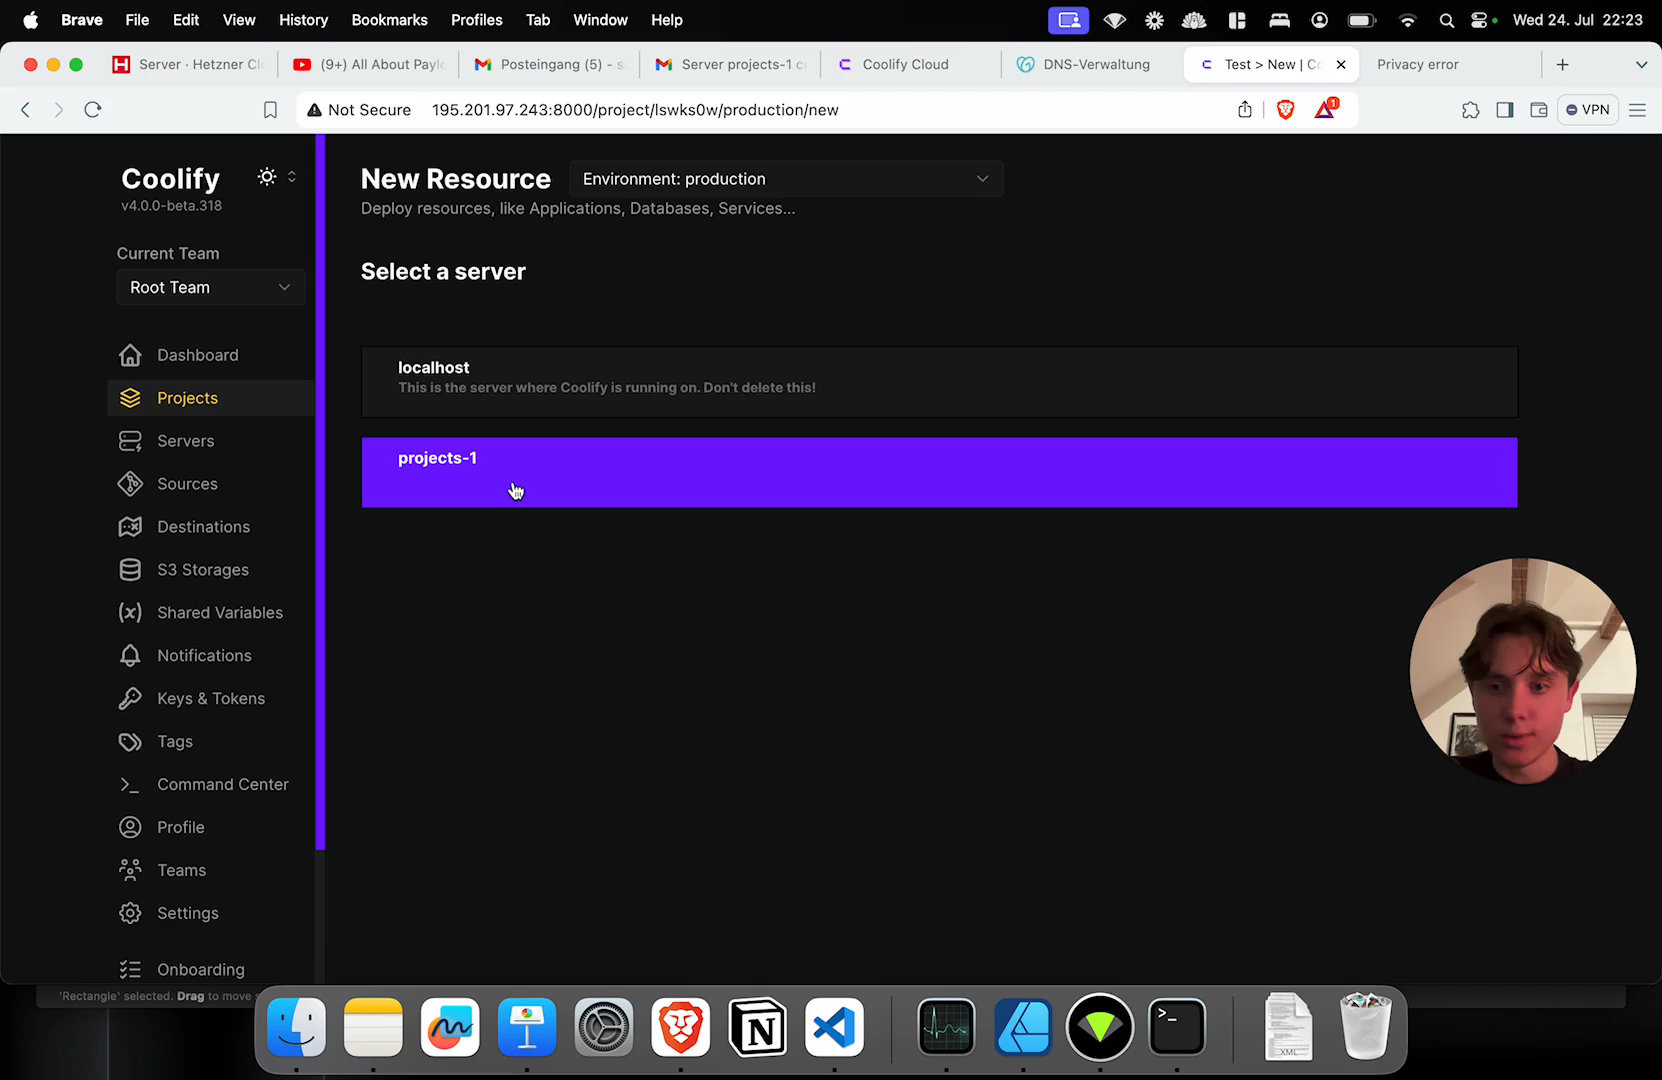 Brave File Edit View History Bookmarks Profiles Tab Window Help
Wed 24. Jul 22:23
Server · Hetzner Cl
(9+) All About Paylo
Posteingang (5) - s
Server projects-1 cr
Coolify Cloud
DNS-Verwaltung
Test > New | Co
Privacy error
Not Secure 195.201.97.243:8000/project/lswks0w/production/new
1
VPN
Coolify
v4.0.0-beta.318
Current Team
Root Team
Dashboard
Projects
Servers
Sources
Destinations
S3 Storages
Shared Variables
Notifications
Keys & Tokens
Tags
Command Center
Profile
Teams
Settings
Onboarding
New Resource
Environment: production
Deploy resources, like Applications, Databases, Services...
Select a server
localhost
This is the server where Coolify is running on. Don't delete this!
projects-1
'Rectangle' selected. Drag to move
XML